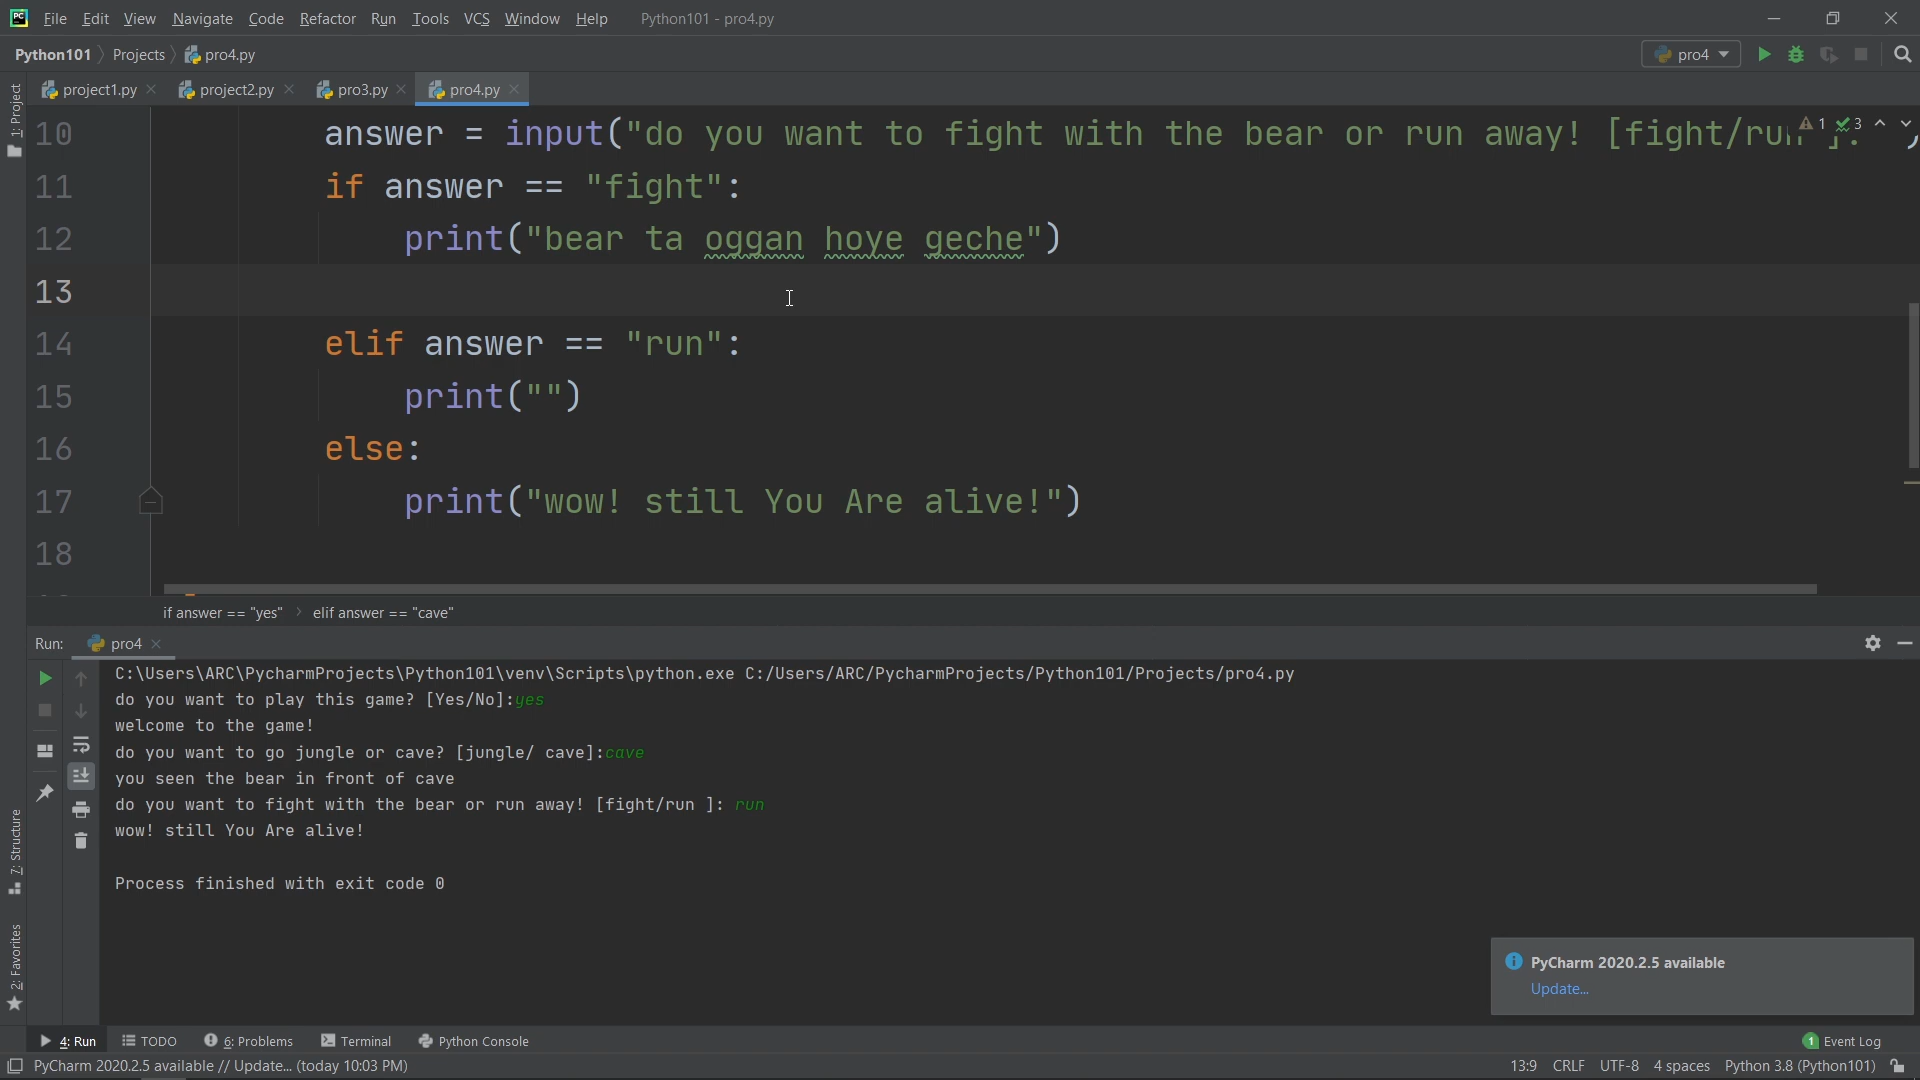 File Edit View Navigate Code Refactor Run Tools VCS Window Help Python101 - pro4.py
Python101 Projects pro4.py pro4
project1.py project2.py pro3.py pro4.py
1: Project
10 answer = input("do you want to fight with the bear or run away! [fight/run ]: 1 3
11 if answer == "fight":
12 print("bear ta oggan hoye geche")
13
14 elif answer == "run":
15 print("")
16 else:
17 print("wow! still You Are alive!")
18
if answer == "yes" elif answer == "cave"
Run: pro4
C:\Users\ARC\PycharmProjects\Python101\venv\Scripts\python.exe C:/Users/ARC/PycharmProjects/Python101/Projects/pro4.py
do you want to play this game? [Yes/No]:yes
welcome to the game!
do you want to go jungle or cave? [jungle/ cave]:cave
you seen the bear in front of cave
do you want to fight with the bear or run away! [fight/run ]: run
wow! still You Are alive!
Process finished with exit code 0
7: Structure
2: Favorites
PyCharm 2020.2.5 available
Update...
4: Run TODO 6: Problems Terminal Python Console 1 Event Log
PyCharm 2020.2.5 available // Update... (today 10:03 PM) 13:9 CRLF UTF-8 4 spaces Python 3.8 (Python101)